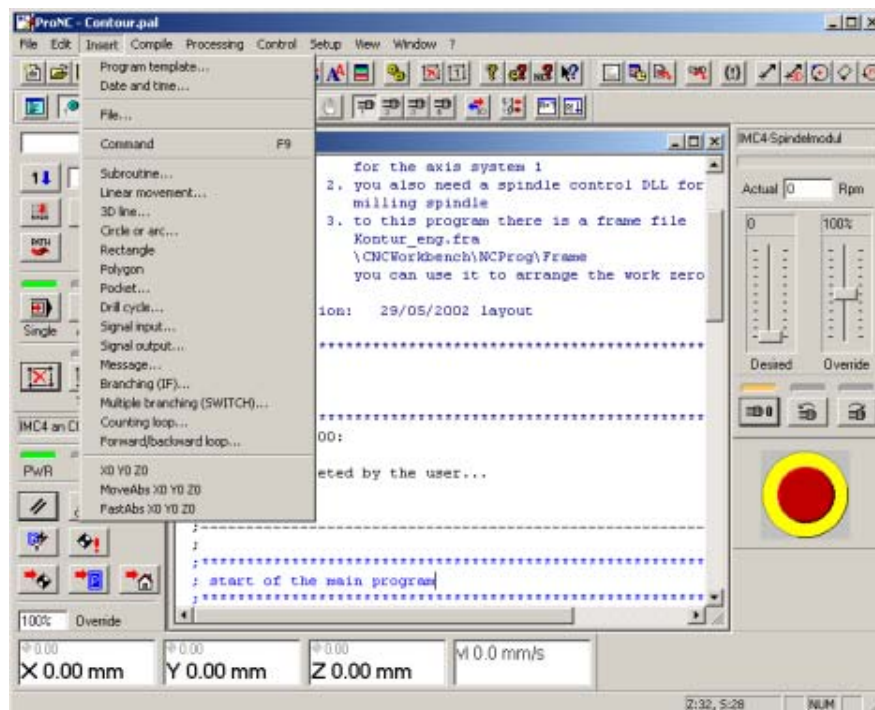 ProNC - Contour.pal
File Edit Insert Compile Processing Control Setup View Window ?
Program template...
Date and time...
File...
Command F9
Subroutine...
Linear movement...
3D line...
Circle or arc...
Rectangle
Polygon
Pocket...
Drill cycle...
Signal input...
Signal output...
Message...
Branching (IF)...
Multiple branching (SWITCH)...
Counting loop...
Forward/backward loop...
X0 Y0 Z0
MoveAbs X0 Y0 Z0
FastAbs X0 Y0 Z0
Single
IMC4 an
PWR
100% Override
for the axis system 1
2. you also need a spindle control DLL for
milling spindle
3. to this program there is a frame file
Kontur_eng.fra
\CNCWorkbench\NCProg\Frame
you can use it to arrange the work zero
ion: 29/05/2002 layout
************************************************
************************************************
00:
eted by the user...
;------------------------------------------------
;
;************************************************
; start of the main program
;************************************************
IMC4-Spindelmodul
Actual 0 Rpm
0 100%
Desired Override
0.00 0.00 0.00
X 0.00 mm Y 0.00 mm Z 0.00 mm vl 0.0 mm/s
Z:32, S:28 NUM